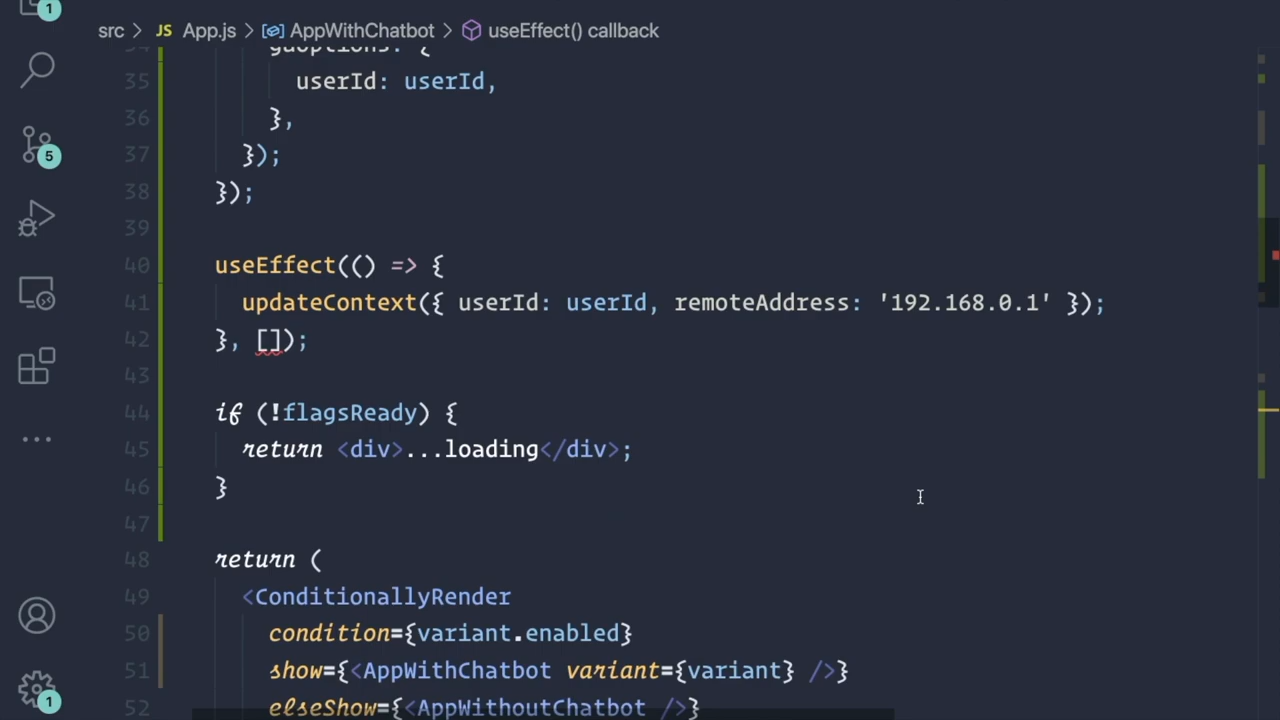 1
src > JS App.js > AppWithChatbot > useEffect() callback
34 gaoptions: {
35 userId: userId,
5
36 },
37 });
38 });
39
40 useEffect(() => {
41 updateContext({ userId: userId, remoteAddress: '192.168.0.1' });
42 }, []);
43
44 if (!flagsReady) {
45 return <div>...loading</div>;
46 }
47
48 return (
49 <ConditionallyRender
50 condition={variant.enabled}
51 show={<AppWithChatbot variant={variant} />}
1
52 elseShow={<AppWithoutChatbot />}